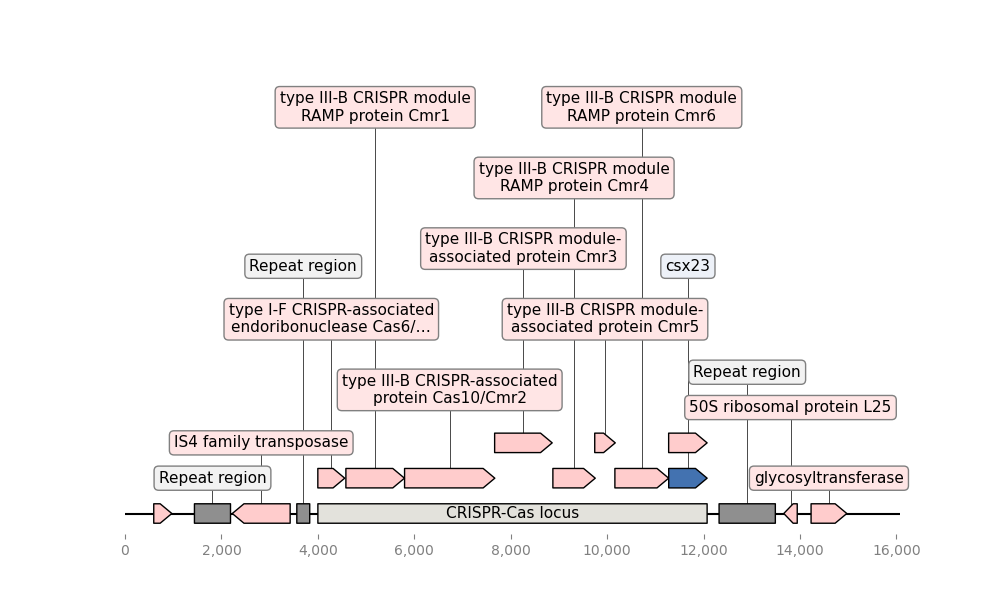 type III-B CRISPR module
RAMP protein Cmr1
type III-B CRISPR module
RAMP protein Cmr6
type III-B CRISPR module
RAMP protein Cmr4
type III-B CRISPR module-
associated protein Cmr3
Repeat region
csx23
type I-F CRISPR-associated
endoribonuclease Cas6/...
type III-B CRISPR module-
associated protein Cmr5
Repeat region
type III-B CRISPR-associated
protein Cas10/Cmr2
50S ribosomal protein L25
IS4 family transposase
Repeat region
glycosyltransferase
CRISPR-Cas locus
0 2,000 4,000 6,000 8,000 10,000 12,000 14,000 16,000